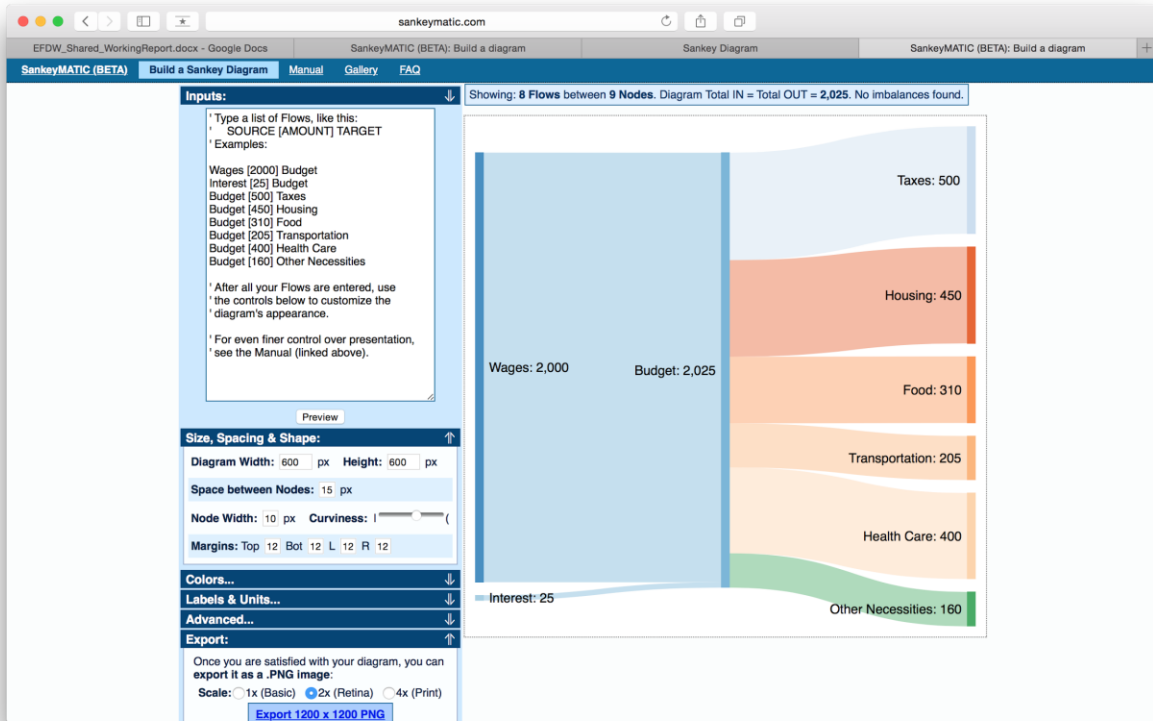 sankeymatic.com
EFDW_Shared_WorkingReport.docx - Google Docs
SankeyMATIC (BETA): Build a diagram
Sankey Diagram
SankeyMATIC (BETA): Build a diagram
SankeyMATIC (BETA) Build a Sankey Diagram Manual Gallery FAQ
Inputs:
' Type a list of Flows, like this:
' SOURCE [AMOUNT] TARGET
' Examples:
Wages [2000] Budget
Interest [25] Budget
Budget [500] Taxes
Budget [450] Housing
Budget [310] Food
Budget [205] Transportation
Budget [400] Health Care
Budget [160] Other Necessities
' After all your Flows are entered, use
' the controls below to customize the
' diagram's appearance.
' For even finer control over presentation,
' see the Manual (linked above).
Preview
Size, Spacing & Shape:
Diagram Width: 600 px Height: 600 px
Space between Nodes: 15 px
Node Width: 10 px Curviness: | (
Margins: Top 12 Bot 12 L 12 R 12
Colors...
Labels & Units...
Advanced...
Export:
Once you are satisfied with your diagram, you can
export it as a .PNG image:
Scale: 1x (Basic) 2x (Retina) 4x (Print)
Export 1200 x 1200 PNG
Showing: 8 Flows between 9 Nodes. Diagram Total IN = Total OUT = 2,025. No imbalances found.
Wages: 2,000
Interest: 25
Budget: 2,025
Taxes: 500
Housing: 450
Food: 310
Transportation: 205
Health Care: 400
Other Necessities: 160